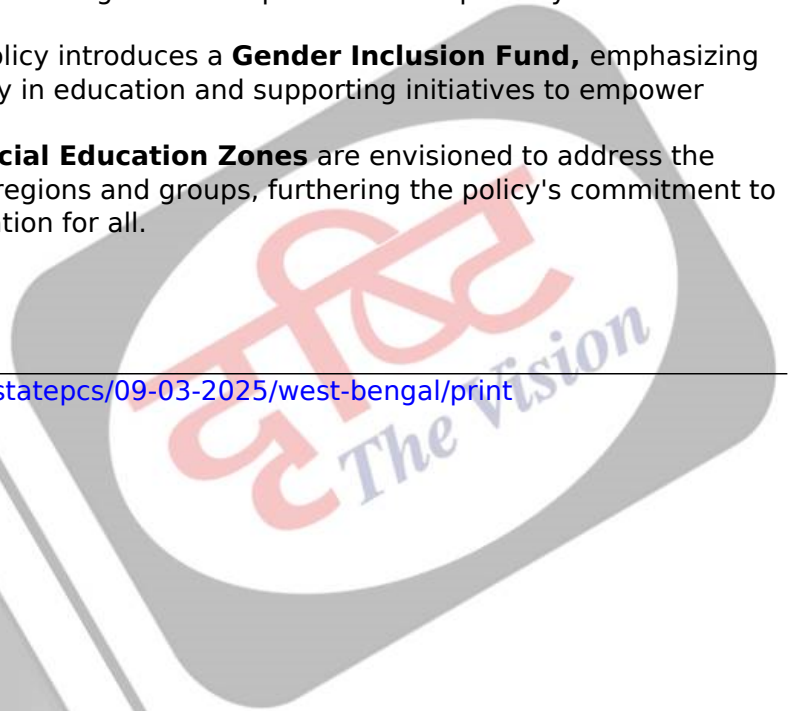 olicy introduces a Gender Inclusion Fund, emphasizing
y in education and supporting initiatives to empower
cial Education Zones are envisioned to address the
regions and groups, furthering the policy's commitment to
tion for all.
statepcs/09-03-2025/west-bengal/print
दृष्टि
The Vision